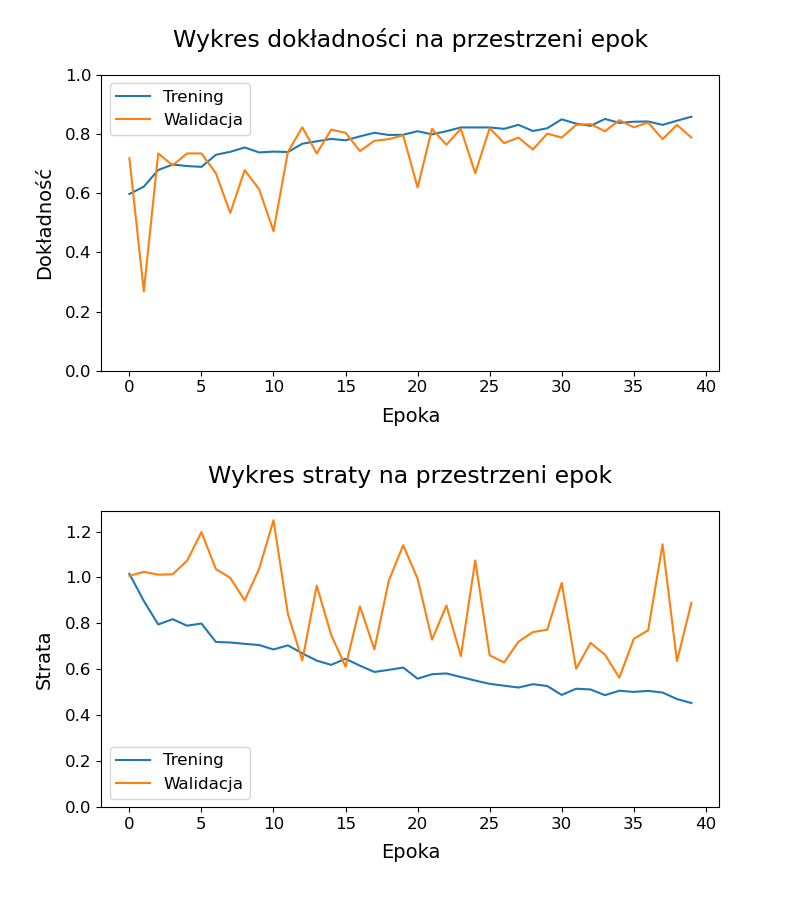 Wykres dokładności na przestrzeni epok
1.0
0.8
0.6
0.4
0.2
0.0
Dokładność
Trening
Walidacja
0 5 10 15 20 25 30 35 40
Epoka
Wykres straty na przestrzeni epok
1.2
1.0
0.8
0.6
0.4
0.2
0.0
Strata
Trening
Walidacja
0 5 10 15 20 25 30 35 40
Epoka